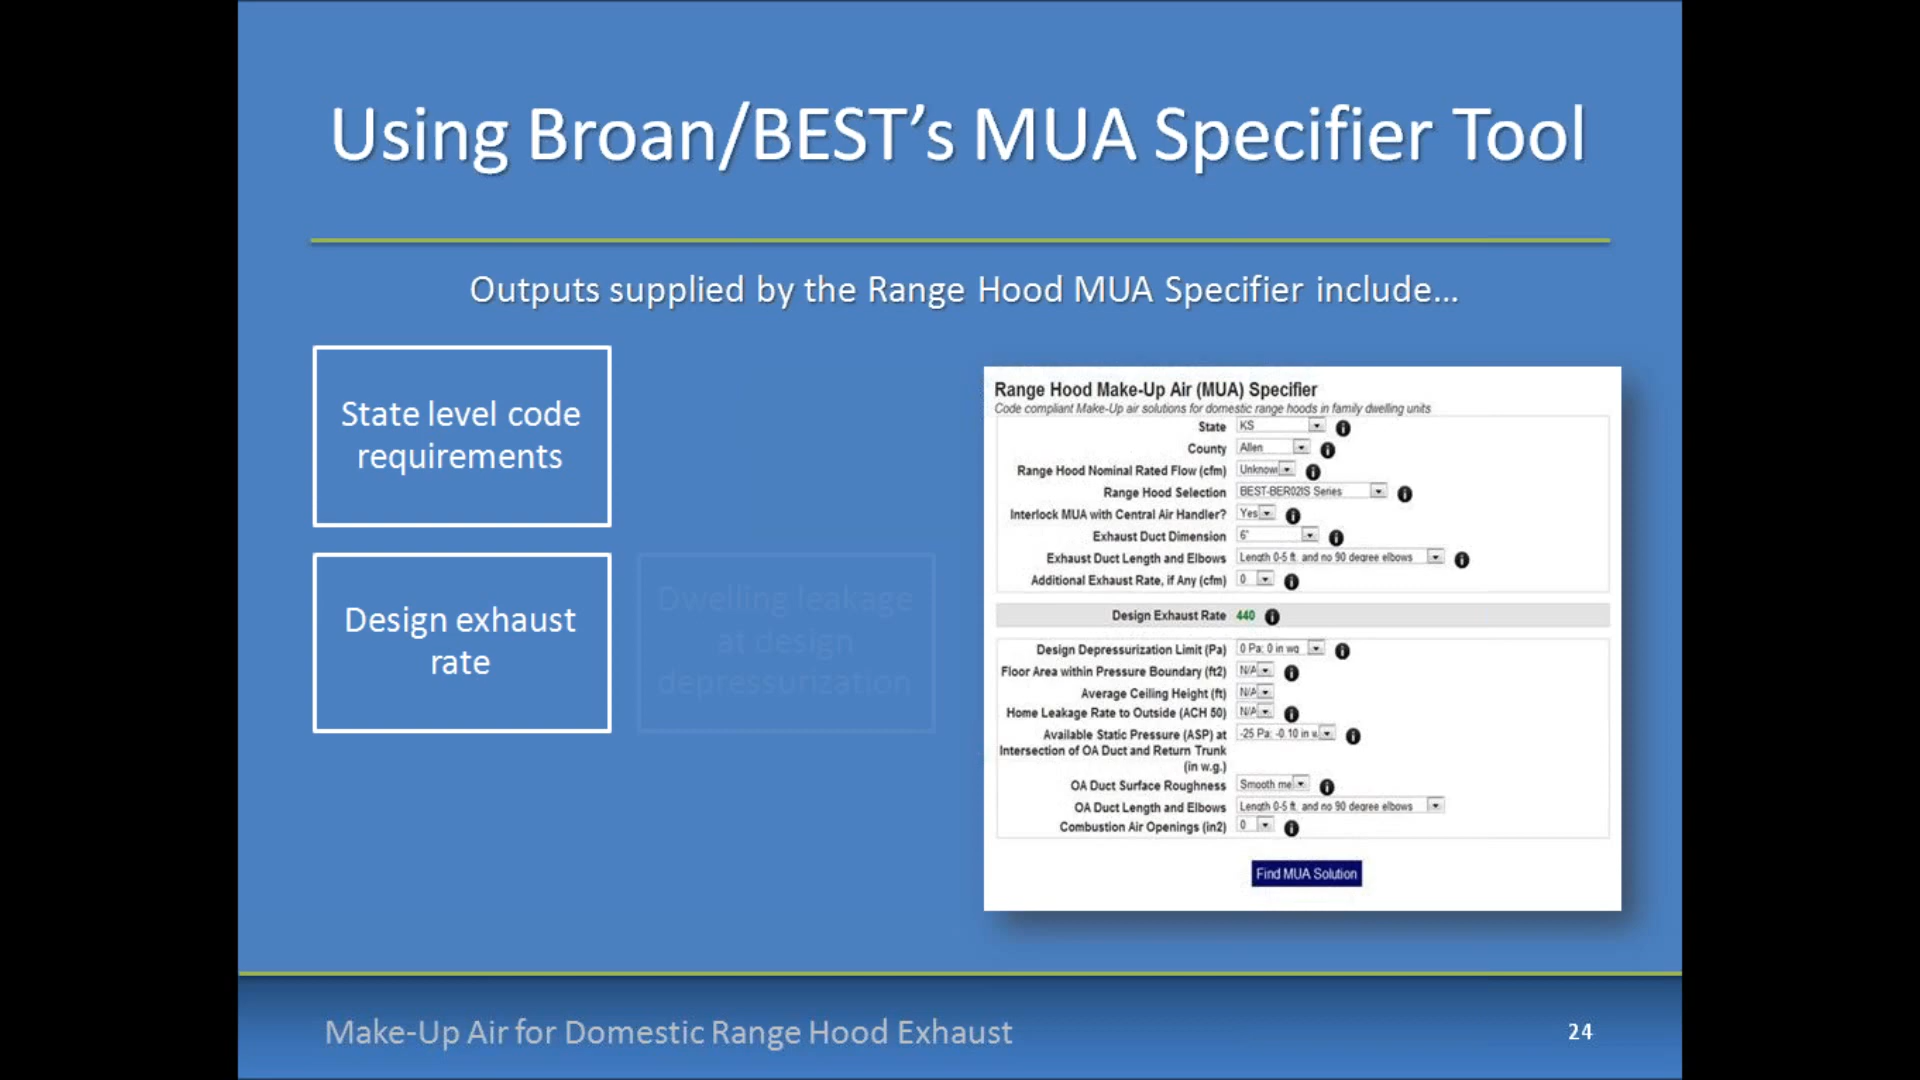 Using Broan/BEST’s MUA Specifier Tool
Outputs supplied by the Range Hood MUA Specifier include…
State level code
requirements
Design exhaust
rate
Dwelling leakage
at design
depressurization
Range Hood Make-Up Air (MUA) Specifier
Code compliant Make-Up air solutions for domestic range hoods in family dwelling units
State KS
County Allen
Range Hood Nominal Rated Flow (cfm) Unknow
Range Hood Selection BEST-BER02IS Series
Interlock MUA with Central Air Handler? Yes
Exhaust Duct Dimension 6"
Exhaust Duct Length and Elbows Length 0-5 ft. and no 90 degree elbows
Additional Exhaust Rate, if Any (cfm) 0
Design Exhaust Rate 440
Design Depressurization Limit (Pa) 0 Pa; 0 in wg
Floor Area within Pressure Boundary (ft2) N/A
Average Ceiling Height (ft) N/A
Home Leakage Rate to Outside (ACH 50) N/A
Available Static Pressure (ASP) at -25 Pa; -0.10 in
Intersection of OA Duct and Return Trunk
(in w.g.)
OA Duct Surface Roughness Smooth me
OA Duct Length and Elbows Length 0-5 ft. and no 90 degree elbows
Combustion Air Openings (in2) 0
Find MUA Solution
Make-Up Air for Domestic Range Hood Exhaust
24